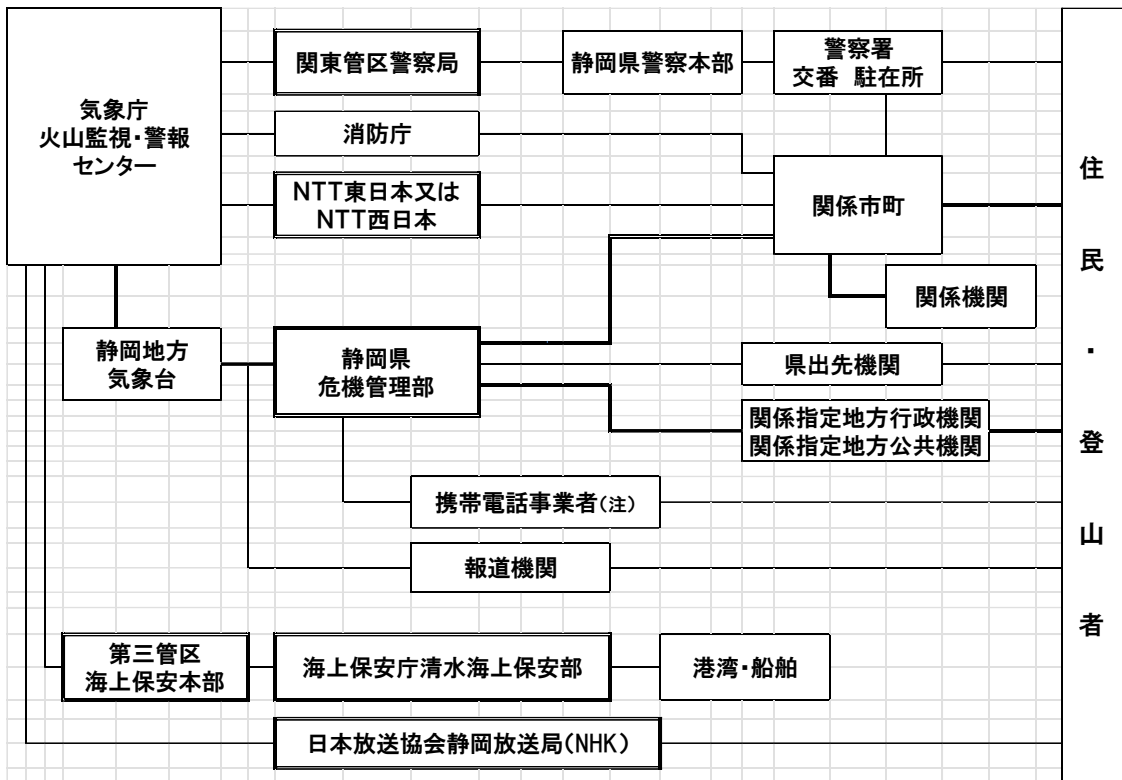 気象庁
火山監視・警報
センター
関東管区警察局
静岡県警察本部
警察署
交番 駐在所
消防庁
NTT東日本又は
NTT西日本
関係市町
関係機関
静岡地方
気象台
静岡県
危機管理部
県出先機関
関係指定地方行政機関
関係指定地方公共機関
携帯電話事業者(注)
報道機関
第三管区
海上保安本部
海上保安庁清水海上保安部
港湾・船舶
日本放送協会静岡放送局(NHK)
住民・登山者